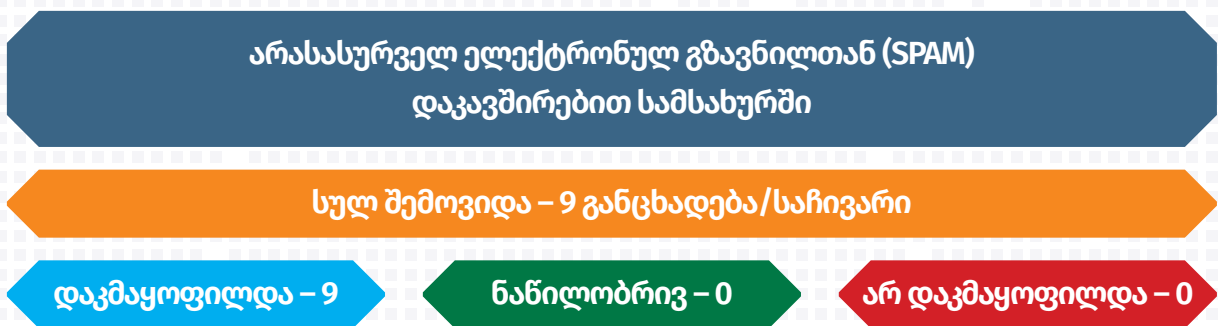 არასასურველ ელექტრონულ გზავნილთან (SPAM)
დაკავშირებით სამსახურში
სულ შემოვიდა – 9 განცხადება/საჩივარი
დაკმაყოფილდა – 9
ნაწილობრივ – 0
არ დაკმაყოფილდა – 0